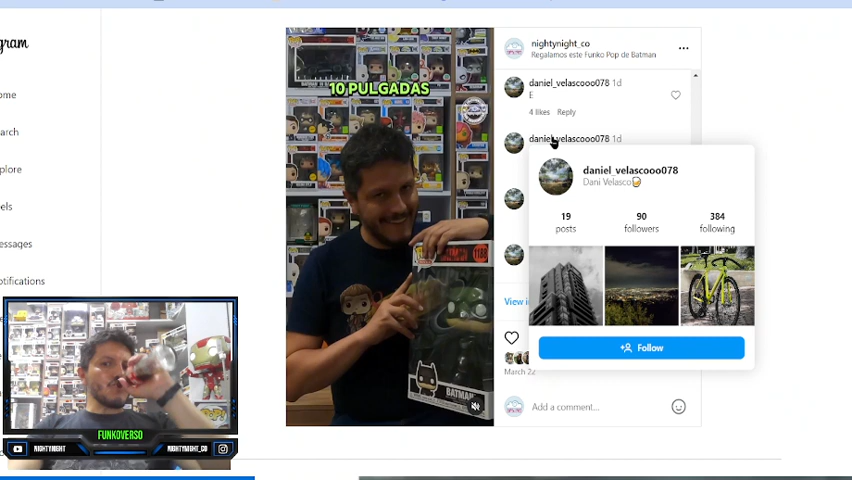 gram
nightynight_co
Regalamos este Funko Pop de Batman
10 PULGADAS
ome
daniel_velascooo078 1d
E
4 likes Reply
arch
daniel_velascooo078 1d
plore
daniel_velascooo078
Dani Velasco
els
19
90
384
posts
followers
following
essages
otifications
1188
View i
Follow
March 22
BATMAN
Add a comment...
FUNKOVERSO
NIGHTYNIGHT
NIGHTYNIGHT_CO